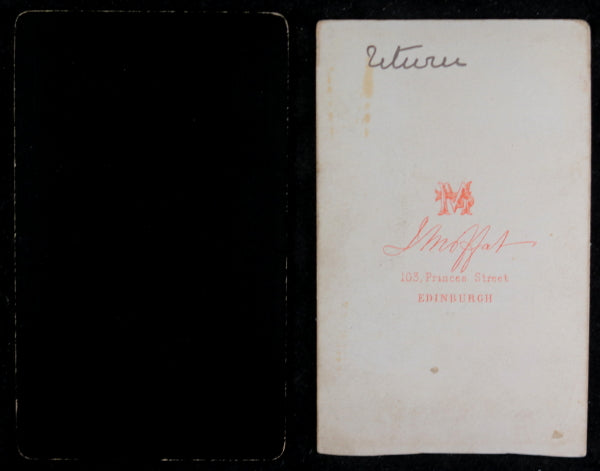 return
M
J Moffat
103, Princes Street
EDINBURGH